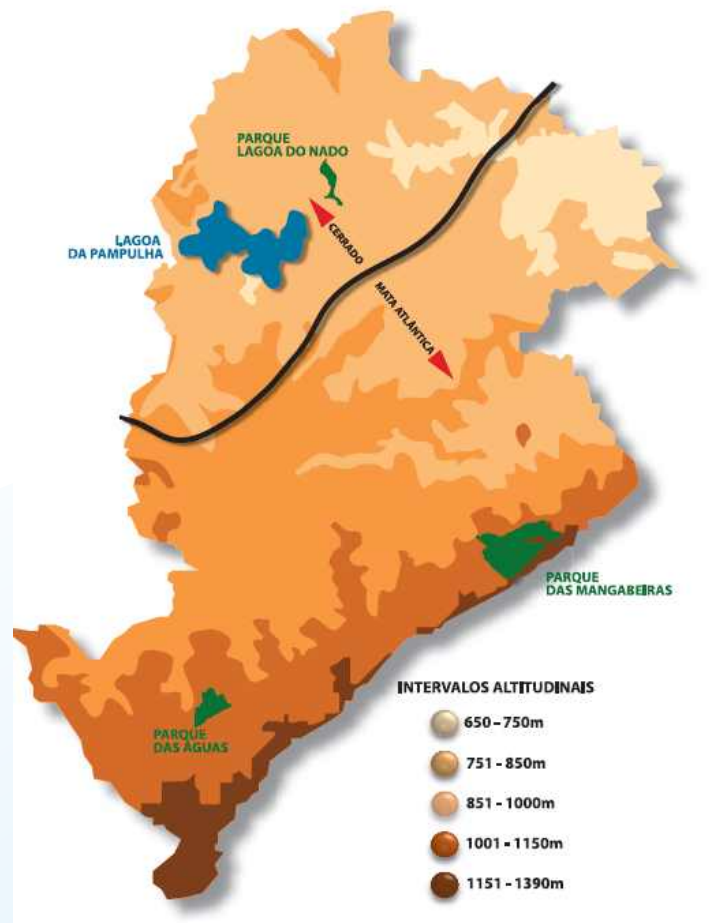 PARQUE
LAGOA DO NADO
LAGOA
DA PAMPULHA
CERRADO
MATA ATLÂNTICA
PARQUE
DAS MANGABEIRAS
PARQUE
DAS ÁGUAS
INTERVALOS ALTITUDINAIS
650 - 750m
751 - 850m
851 - 1000m
1001 - 1150m
1151 - 1390m